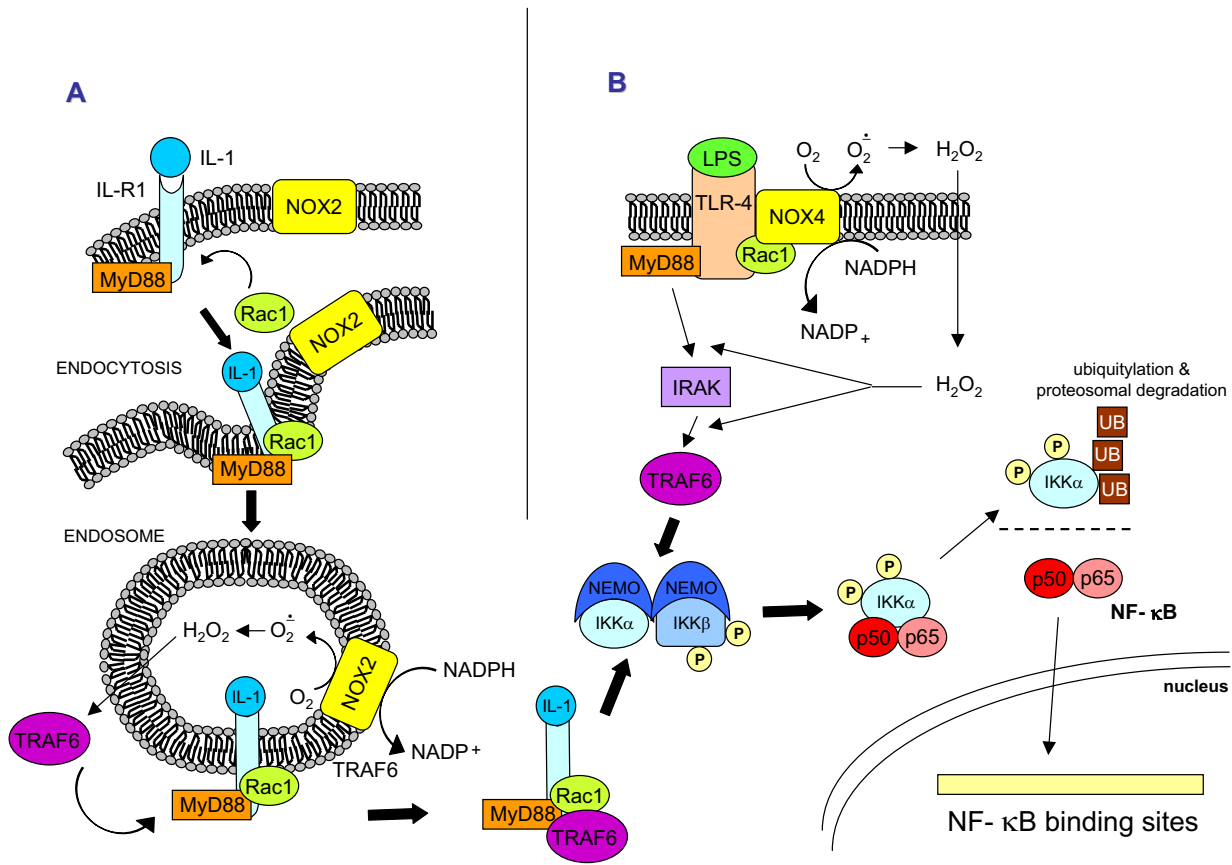 A
IL-1
IL-R1
NOX2
MyD88
Rac1
NOX2
ENDOCYTOSIS
IL-1
Rac1
MyD88
ENDOSOME
H2O2
O2∸
O2
NOX2
NADPH
NADP+
IL-1
TRAF6
TRAF6
Rac1
MyD88
IL-1
Rac1
MyD88
TRAF6
B
LPS
O2
O2∸
H2O2
TLR-4
NOX4
MyD88
Rac1
NADPH
NADP+
IRAK
H2O2
TRAF6
NEMO
NEMO
IKKα
IKKβ
P
P
P
P
IKKα
p50
p65
ubiquitylation &
proteosomal degradation
UB
P
UB
P
IKKα
UB
p50
p65
NF- κB
nucleus
NF- κB binding sites